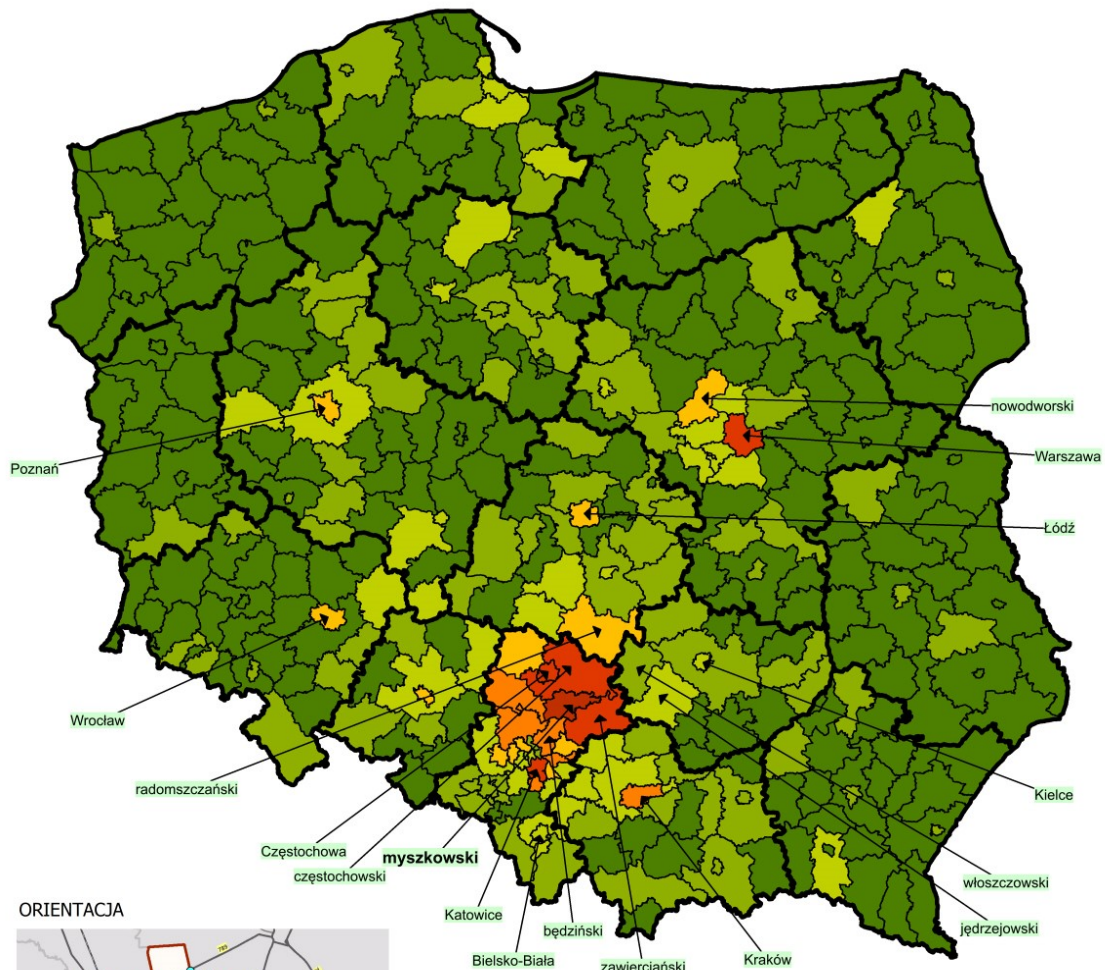 nowodworski
Warszawa
Poznań
Łódź
Wrocław
radomszczański
Kielce
Częstochowa
myszkowski
częstochowski
włoszczowski
Katowice
jędrzejowski
będziński
Bielsko-Biała
Kraków
zawierciański
ORIENTACJA
793